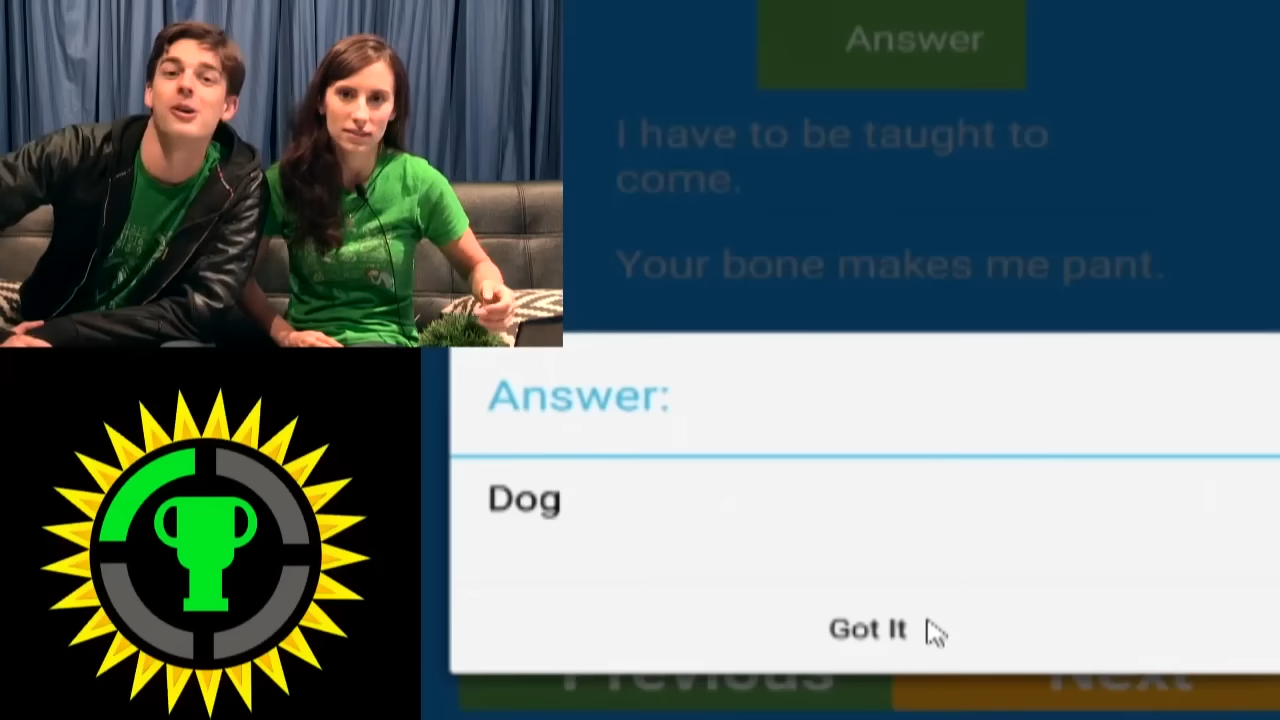 Answer
I have to be taught to
come.
Your bone makes me pant.
Answer:
Dog
Got It
Previous
Next